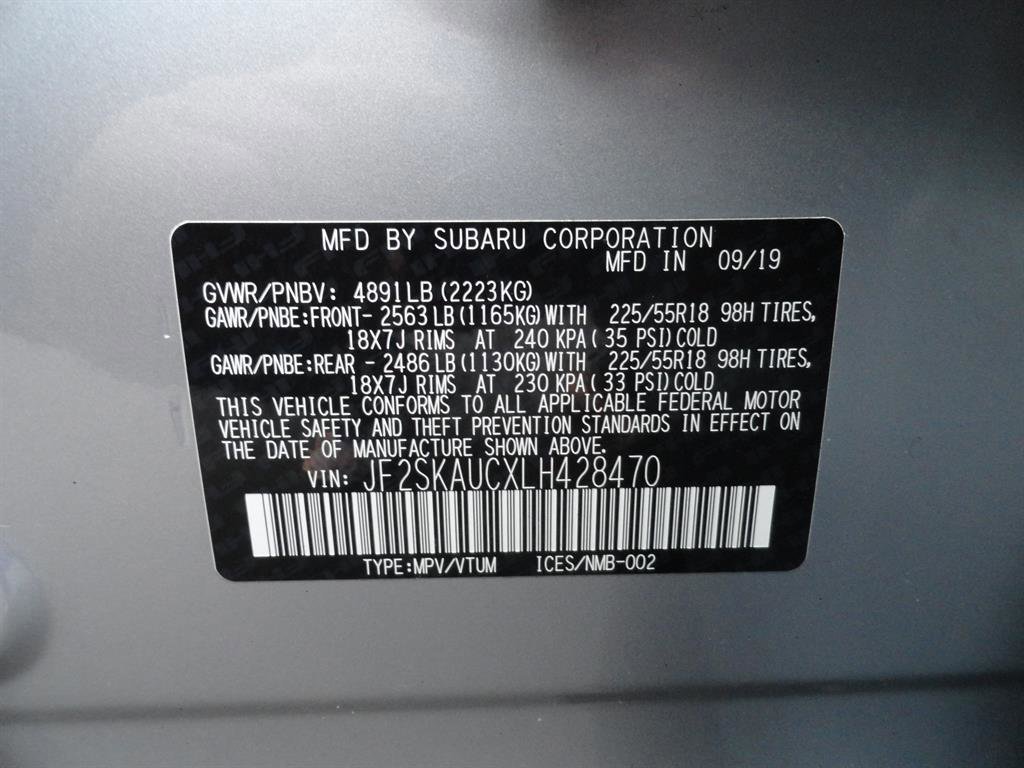 MFD BY SUBARU CORPORATION
MFD IN 09/19
GVWR/PNBV: 4891LB(2223KG)
GAWR/PNBE:FRONT- 2563LB(1165KG)WITH 225/55R18 98H TIRES,
18X7J RIMS AT 240 KPA(35 PSI)COLD
GAWR/PNBE:REAR - 2486LB(1130KG)WITH 225/55R18 98H TIRES,
18X7J RIMS AT 230 KPA(33 PSI)COLD
THIS VEHICLE CONFORMS TO ALL APPLICABLE FEDERAL MOTOR
VEHICLE SAFETY AND THEFT PREVENTION STANDARDS IN EFFECT ON
THE DATE OF MANUFACTURE SHOWN ABOVE.
VIN: JF2SKAUCXLH428470
TYPE:MPV/VTUM ICES/NMB-002